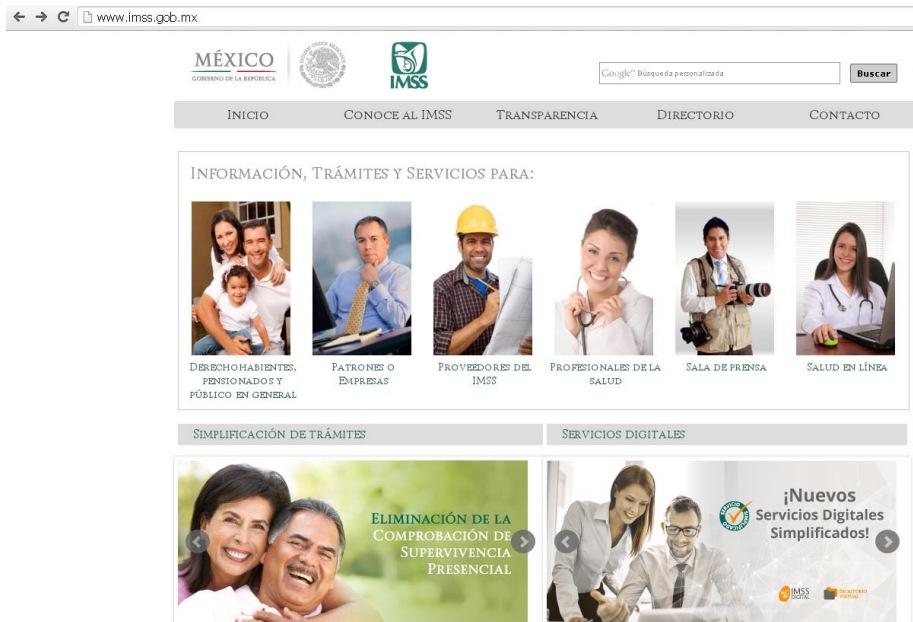 www.imss.gob.mx
MÉXICO
GOBIERNO DE LA REPÚBLICA
IMSS
Google™ Búsqueda personalizada
Buscar
INICIO
CONOCE AL IMSS
TRANSPARENCIA
DIRECTORIO
CONTACTO
INFORMACIÓN, TRÁMITES Y SERVICIOS PARA:
DERECHOHABIENTES,
PENSIONADOS Y
PÚBLICO EN GENERAL
PATRONES O
EMPRESAS
PROVEEDORES DEL
IMSS
PROFESIONALES DE LA
SALUD
SALA DE PRENSA
SALUD EN LÍNEA
SIMPLIFICACIÓN DE TRÁMITES
SERVICIOS DIGITALES
ELIMINACIÓN DE LA
COMPROBACIÓN DE
SUPERVIVENCIA
PRESENCIAL
¡Nuevos
Servicios Digitales
Simplificados!
IMSS
DIGITAL
ESCRITORIO
VIRTUAL